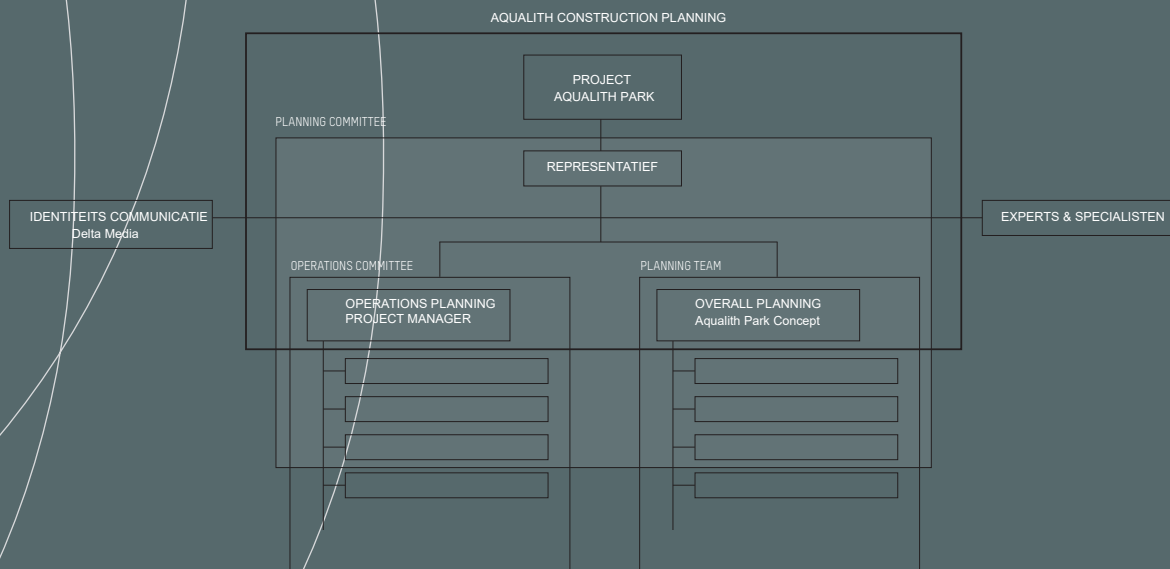 AQUALITH CONSTRUCTION PLANNING
PROJECT
AQUALITH PARK
PLANNING COMMITTEE
REPRESENTATIEF
IDENTITEITS COMMUNICATIE
Delta Media
EXPERTS & SPECIALISTEN
OPERATIONS COMMITTEE
PLANNING TEAM
OPERATIONS PLANNING
PROJECT MANAGER
OVERALL PLANNING
Aqualith Park Concept